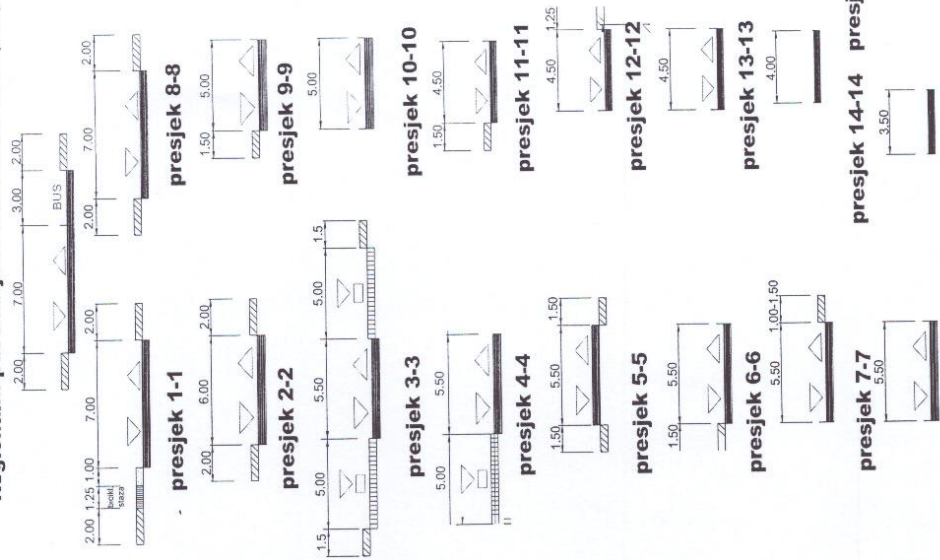 2.00 7.00 3.00 2.00
BUS
2.00 1.25 1.00 7.00 2.00
bicikl. staza
presjek 1-1
2.00 6.00 2.00
presjek 2-2
1.5 5.00 5.50 5.00 1.5
presjek 3-3
5.00 5.50
presjek 4-4
1.50 5.50 1.50
presjek 5-5
1.50 5.50
presjek 6-6
5.50 1.00-1.50
presjek 7-7
5.50
2.00 7.00 2.00
presjek 8-8
1.50 5.00
presjek 9-9
5.00
presjek 10-10
1.50 4.50
presjek 11-11
4.50 1.25
presjek 12-12
4.50
presjek 13-13
4.00
presjek 14-14
3.50
presj